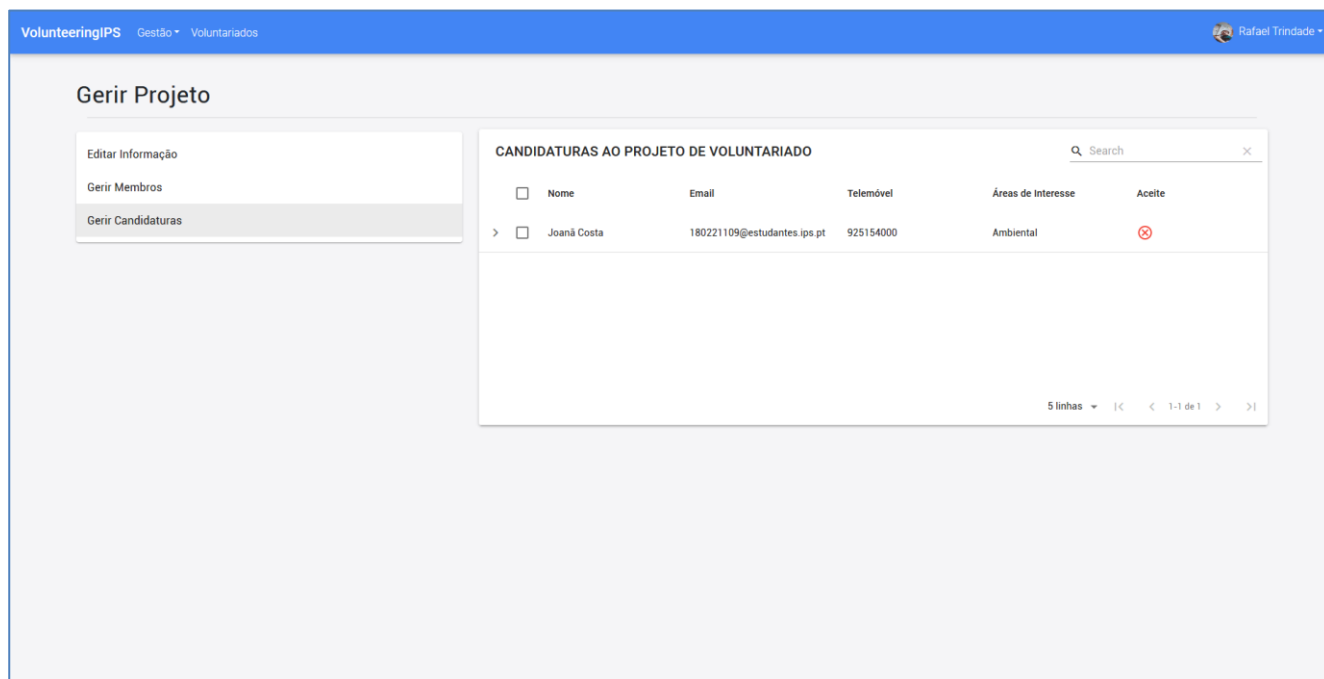 VolunteeringIPS Gestão Voluntariados Rafael Trindade
Gerir Projeto
Editar Informação
Gerir Membros
Gerir Candidaturas
CANDIDATURAS AO PROJETO DE VOLUNTARIADO Search
Nome Email Telemóvel Áreas de Interesse Aceite
Joanã Costa 180221109@estudantes.ips.pt 925154000 Ambiental
5 linhas 1-1 de 1